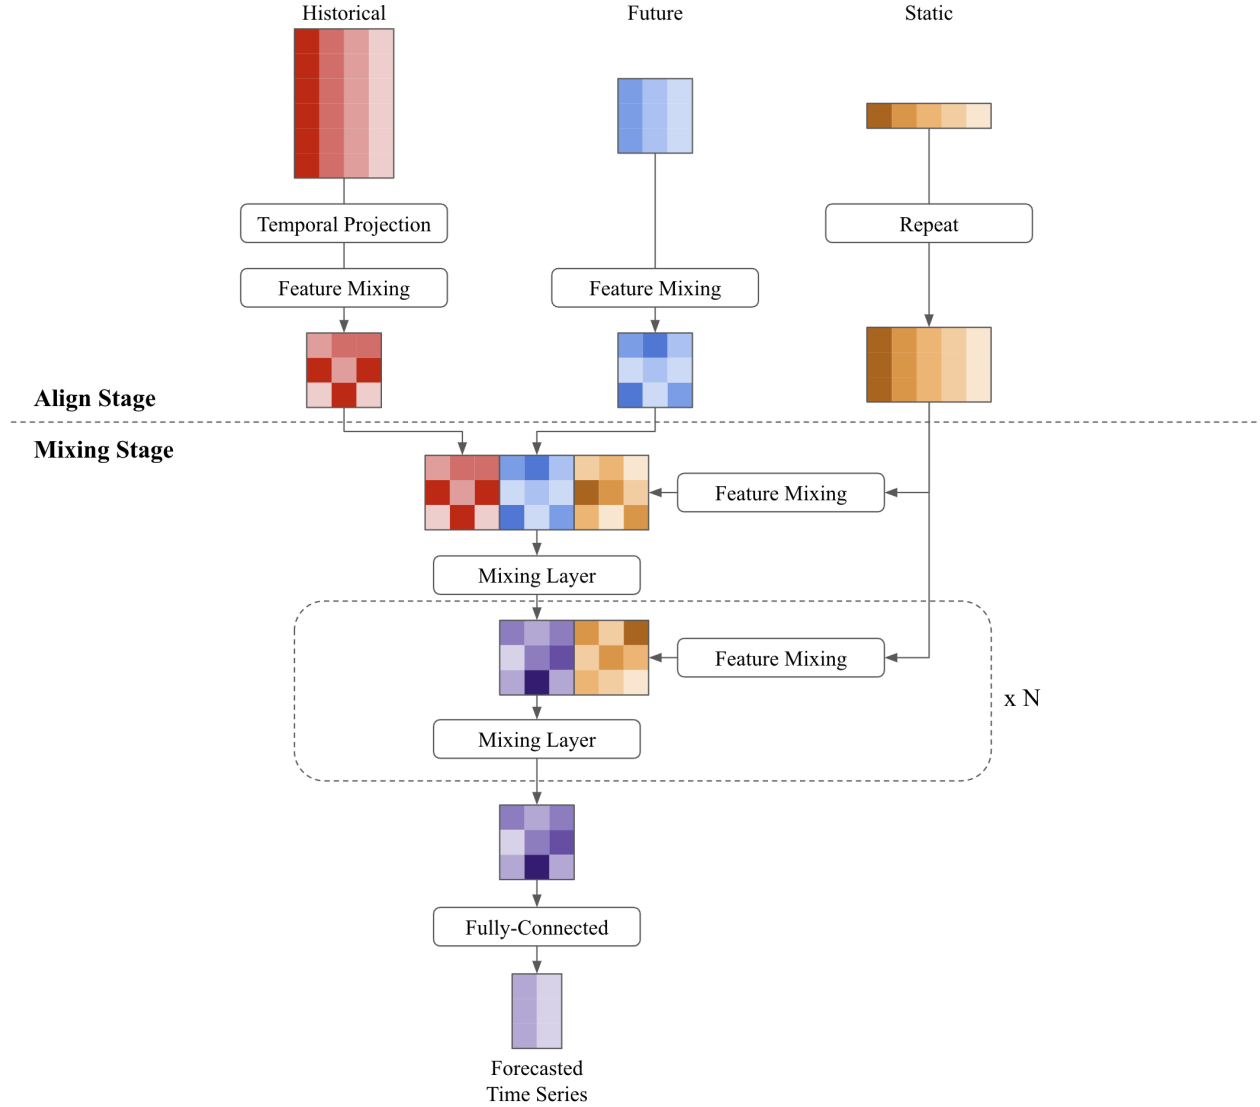 Historical
Future
Static
Temporal Projection
Repeat
Feature Mixing
Feature Mixing
Align Stage
Mixing Stage
Feature Mixing
Mixing Layer
Feature Mixing
x N
Mixing Layer
Fully-Connected
Forecasted
Time Series